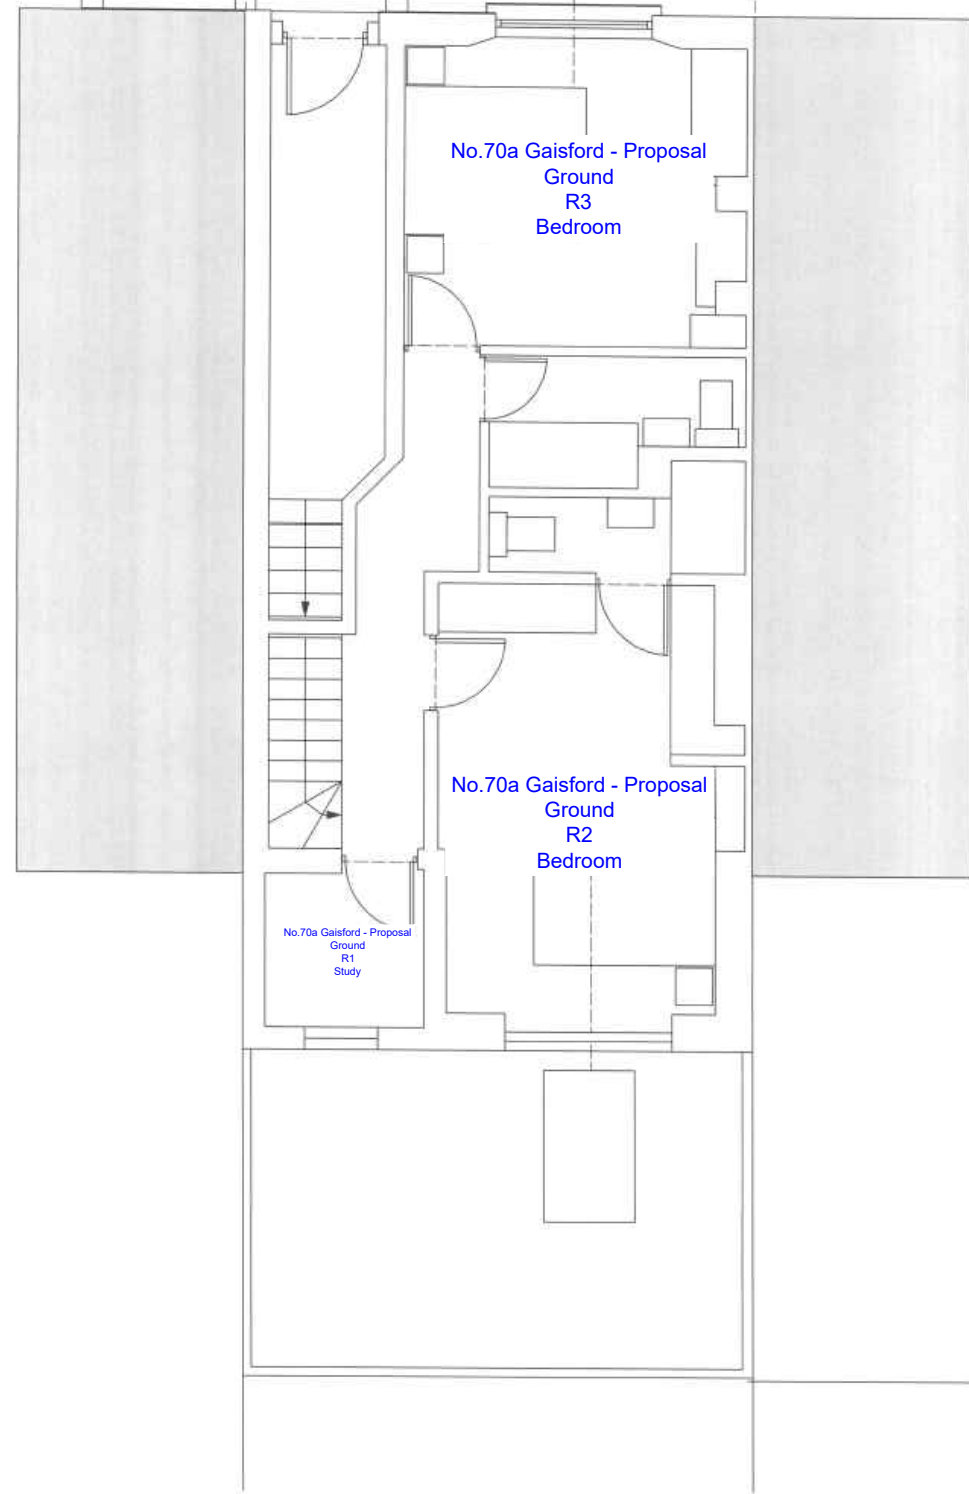 No.70a Gaisford - Proposal
Ground
R3
Bedroom
No.70a Gaisford - Proposal
Ground
R2
Bedroom
No.70a Gaisford - Proposal
Ground
R1
Study